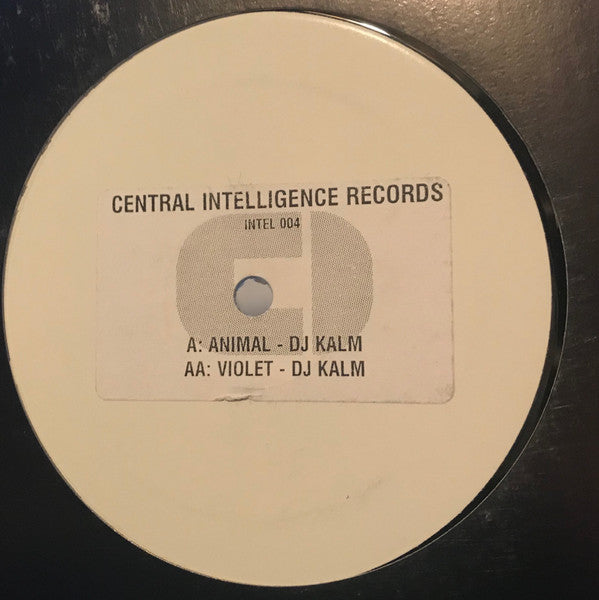 CENTRAL INTELLIGENCE RECORDS
INTEL 004
A: ANIMAL - DJ KALM
AA: VIOLET - DJ KALM